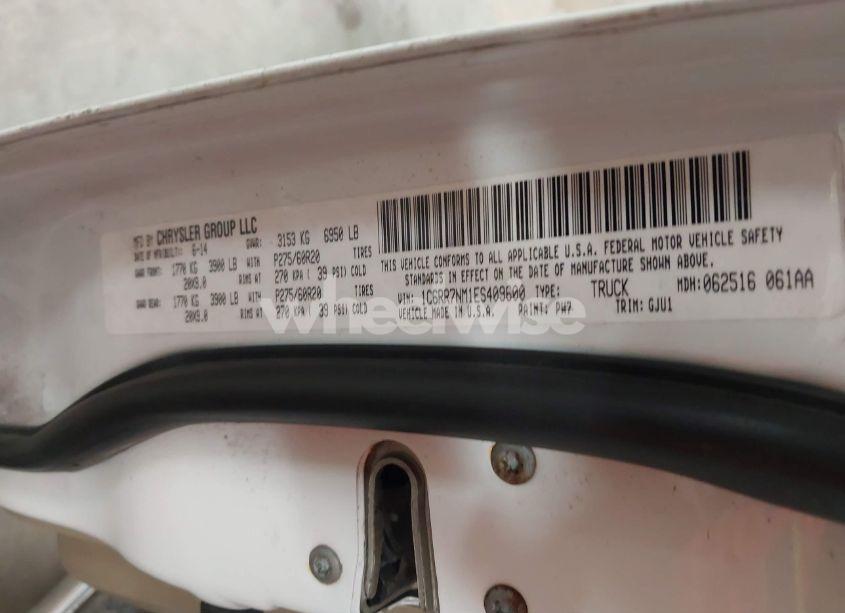 MFD BY CHRYSLER GROUP LLC
DATE OF MFR/BUILT: 6-14 GVWR: 3153 KG 6950 LB
GAWR FRONT: 1770 KG 3900 LB WITH P275/60R20 TIRES
20X9.0 RIMS AT 270 KPA ( 39 PSI) COLD
GAWR REAR: 1770 KG 3900 LB WITH P275/60R20 TIRES
20X9.0 RIMS AT 270 KPA ( 39 PSI) COLD
THIS VEHICLE CONFORMS TO ALL APPLICABLE U.S.A. FEDERAL MOTOR VEHICLE SAFETY
STANDARDS IN EFFECT ON THE DATE OF MANUFACTURE SHOWN ABOVE.
VIN: 1C6RR7NM1ES409600 TYPE: TRUCK MDH: 062516 061AA
VEHICLE MADE IN U.S.A. PAINT: PW7 TRIM: GJU1
wheelwise